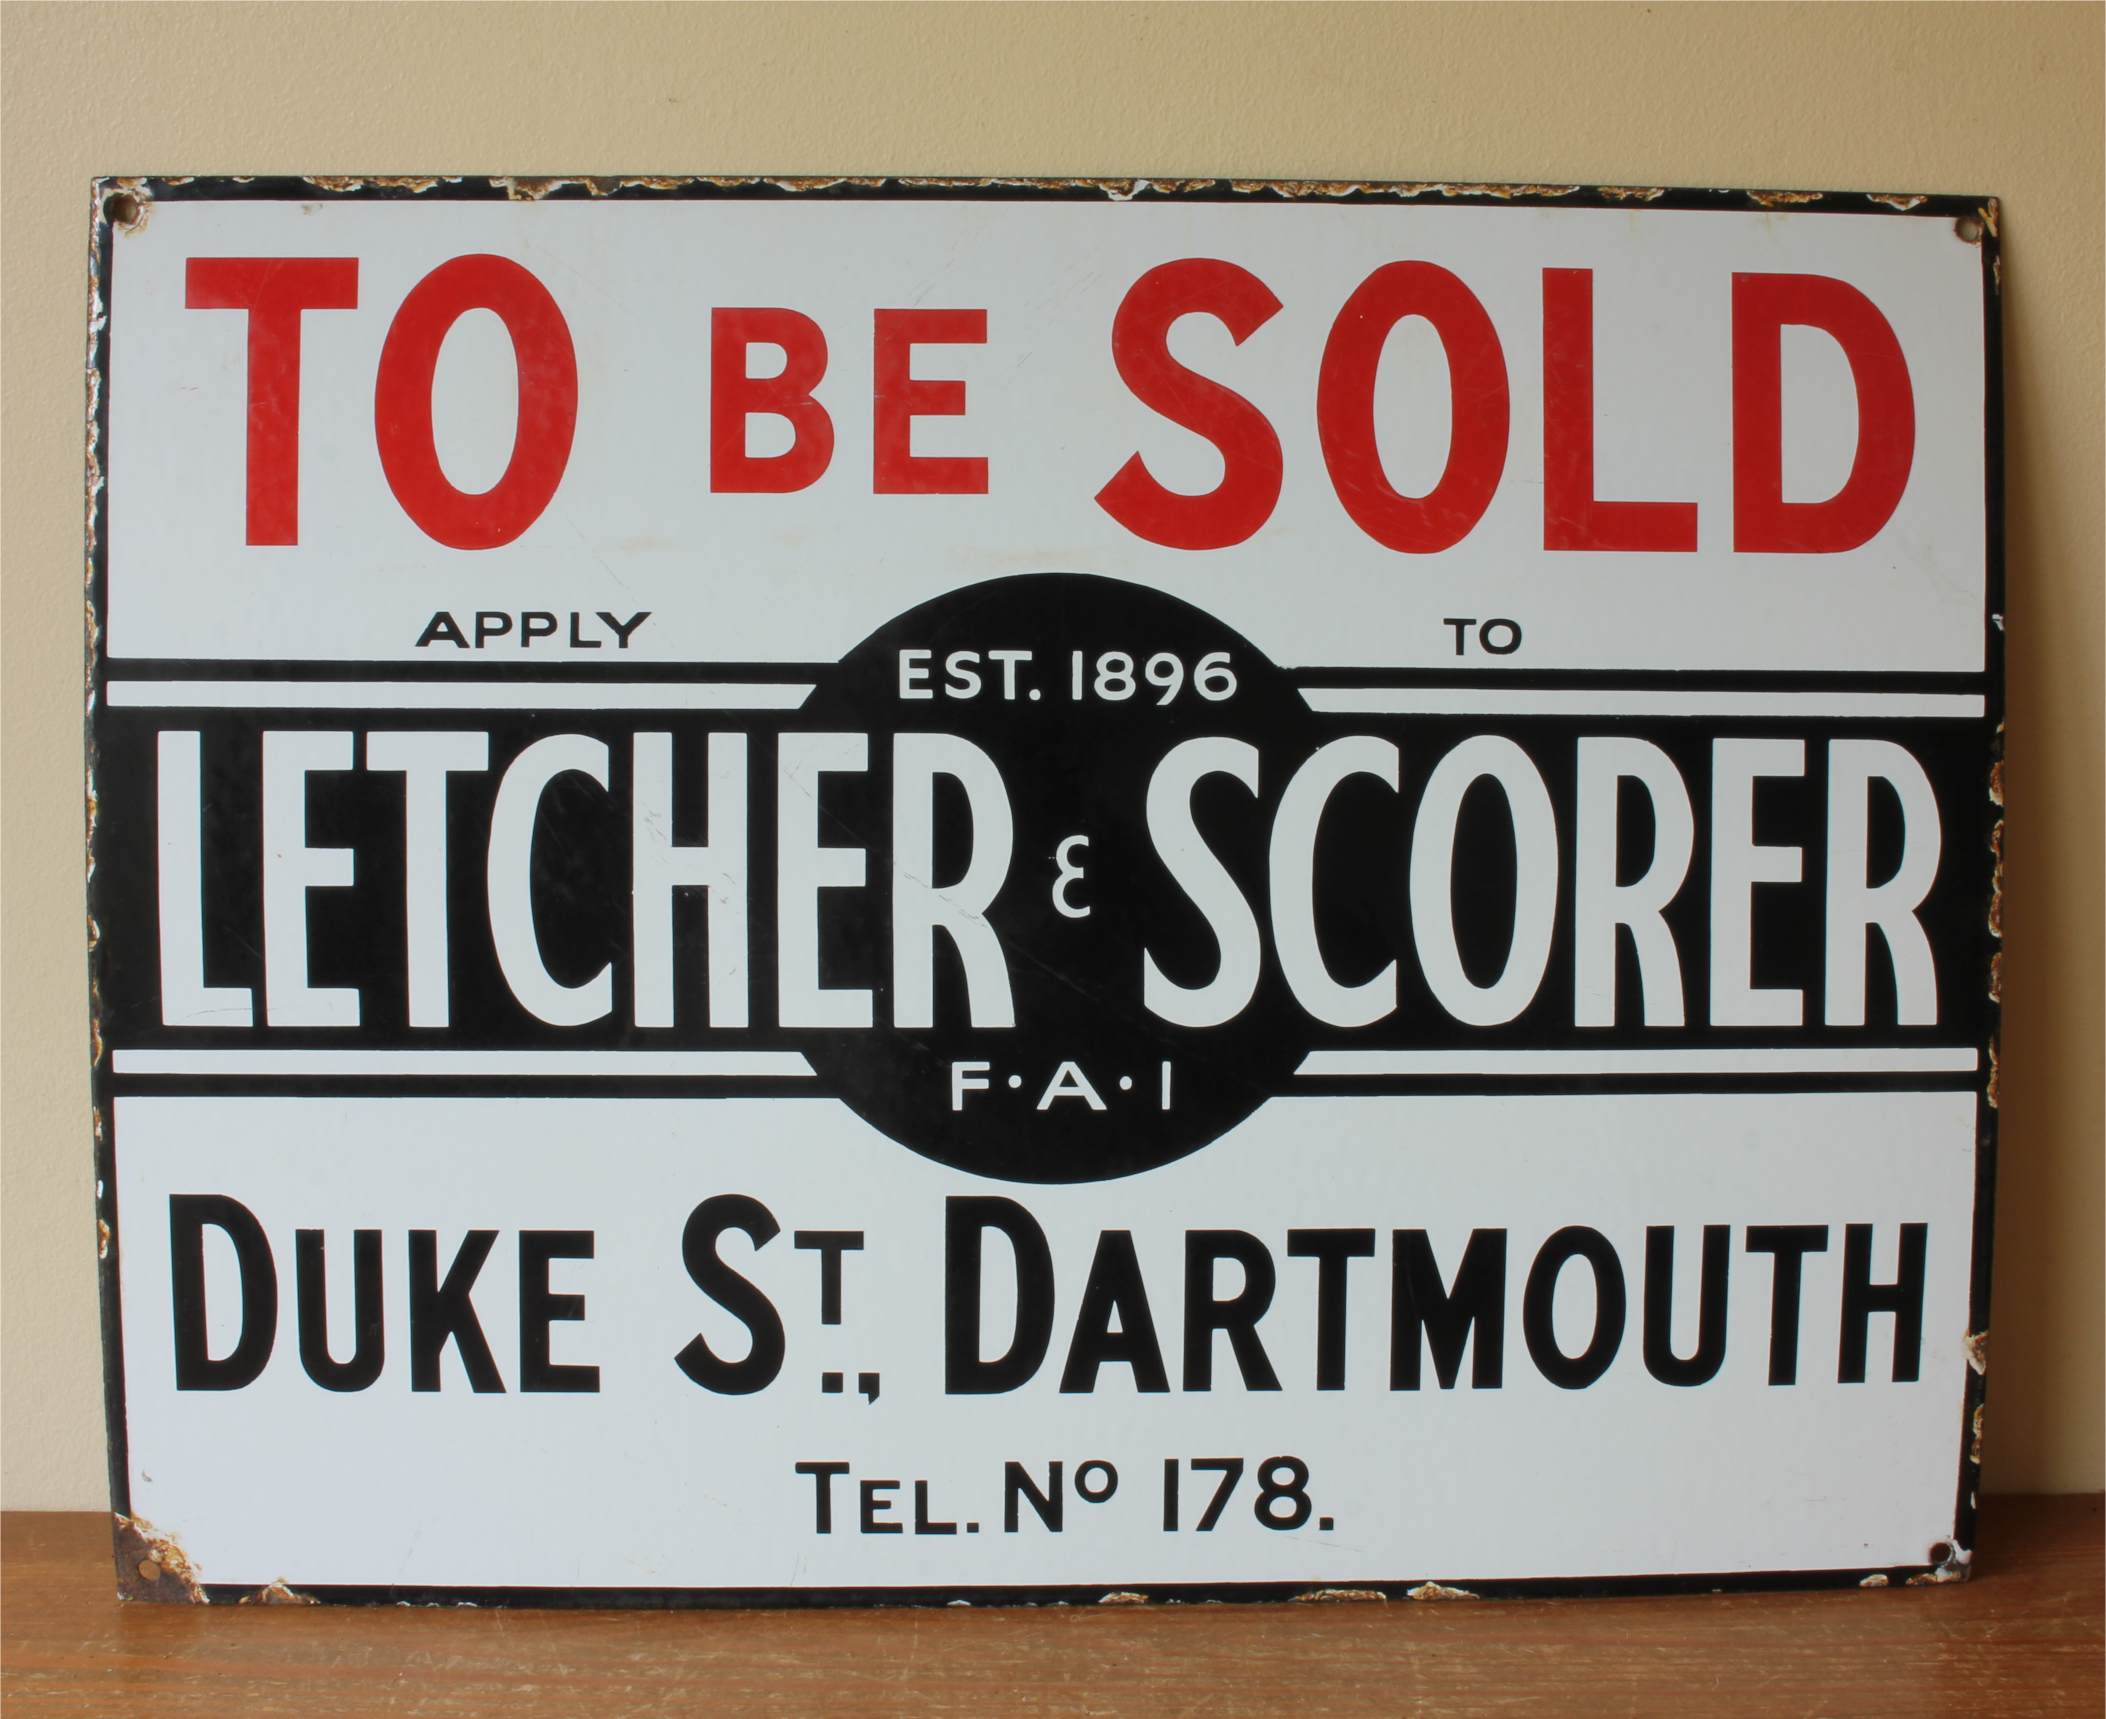 TO BE SOLD
APPLY TO
EST. 1896
LETCHER & SCORER
F·A·I
DUKE ST., DARTMOUTH
TEL. Nº 178.